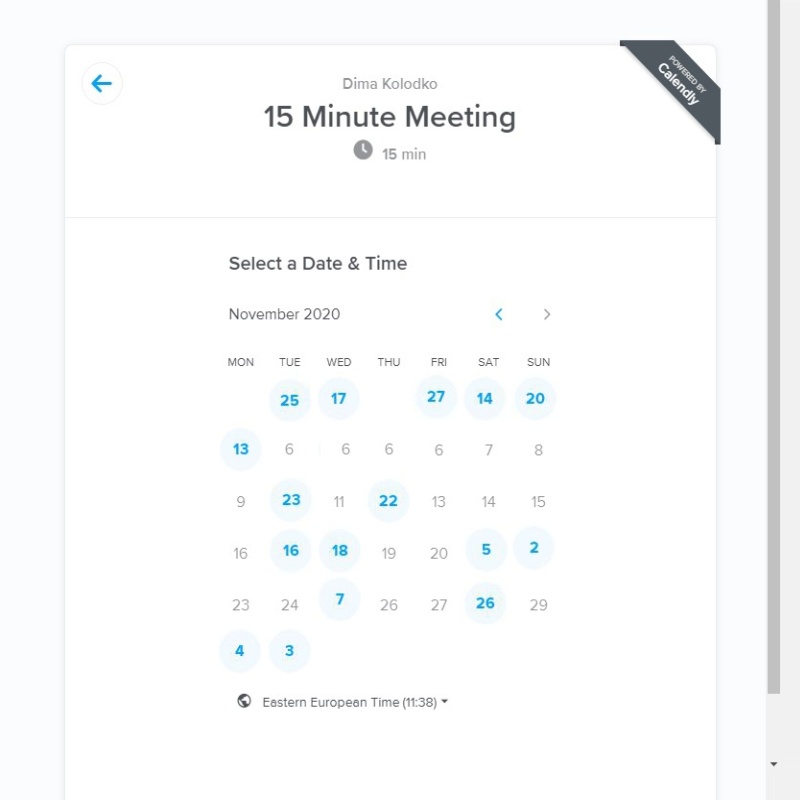 POWERED BY
Calendly
Dima Kolodko
15 Minute Meeting
15 min
Select a Date & Time
November 2020
MON TUE WED THU FRI SAT SUN
25 17 27 14 20
13 6 6 6 6 7 8
9 23 11 22 13 14 15
16 16 18 19 20 5 2
23 24 7 26 27 26 29
4 3
Eastern European Time (11:38)